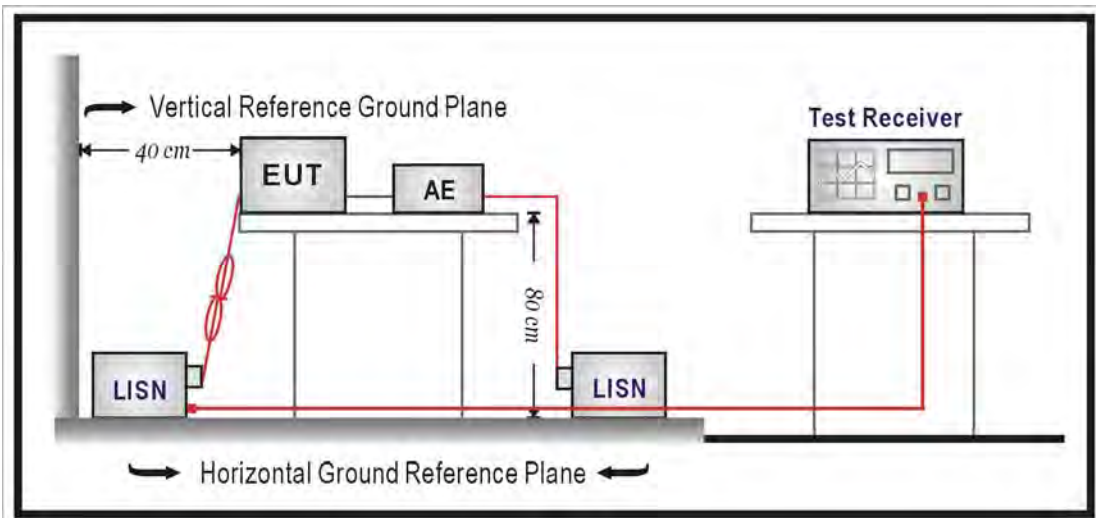 Vertical Reference Ground Plane
Test Receiver
40 cm
EUT
AE
80 cm
LISN
LISN
Horizontal Ground Reference Plane